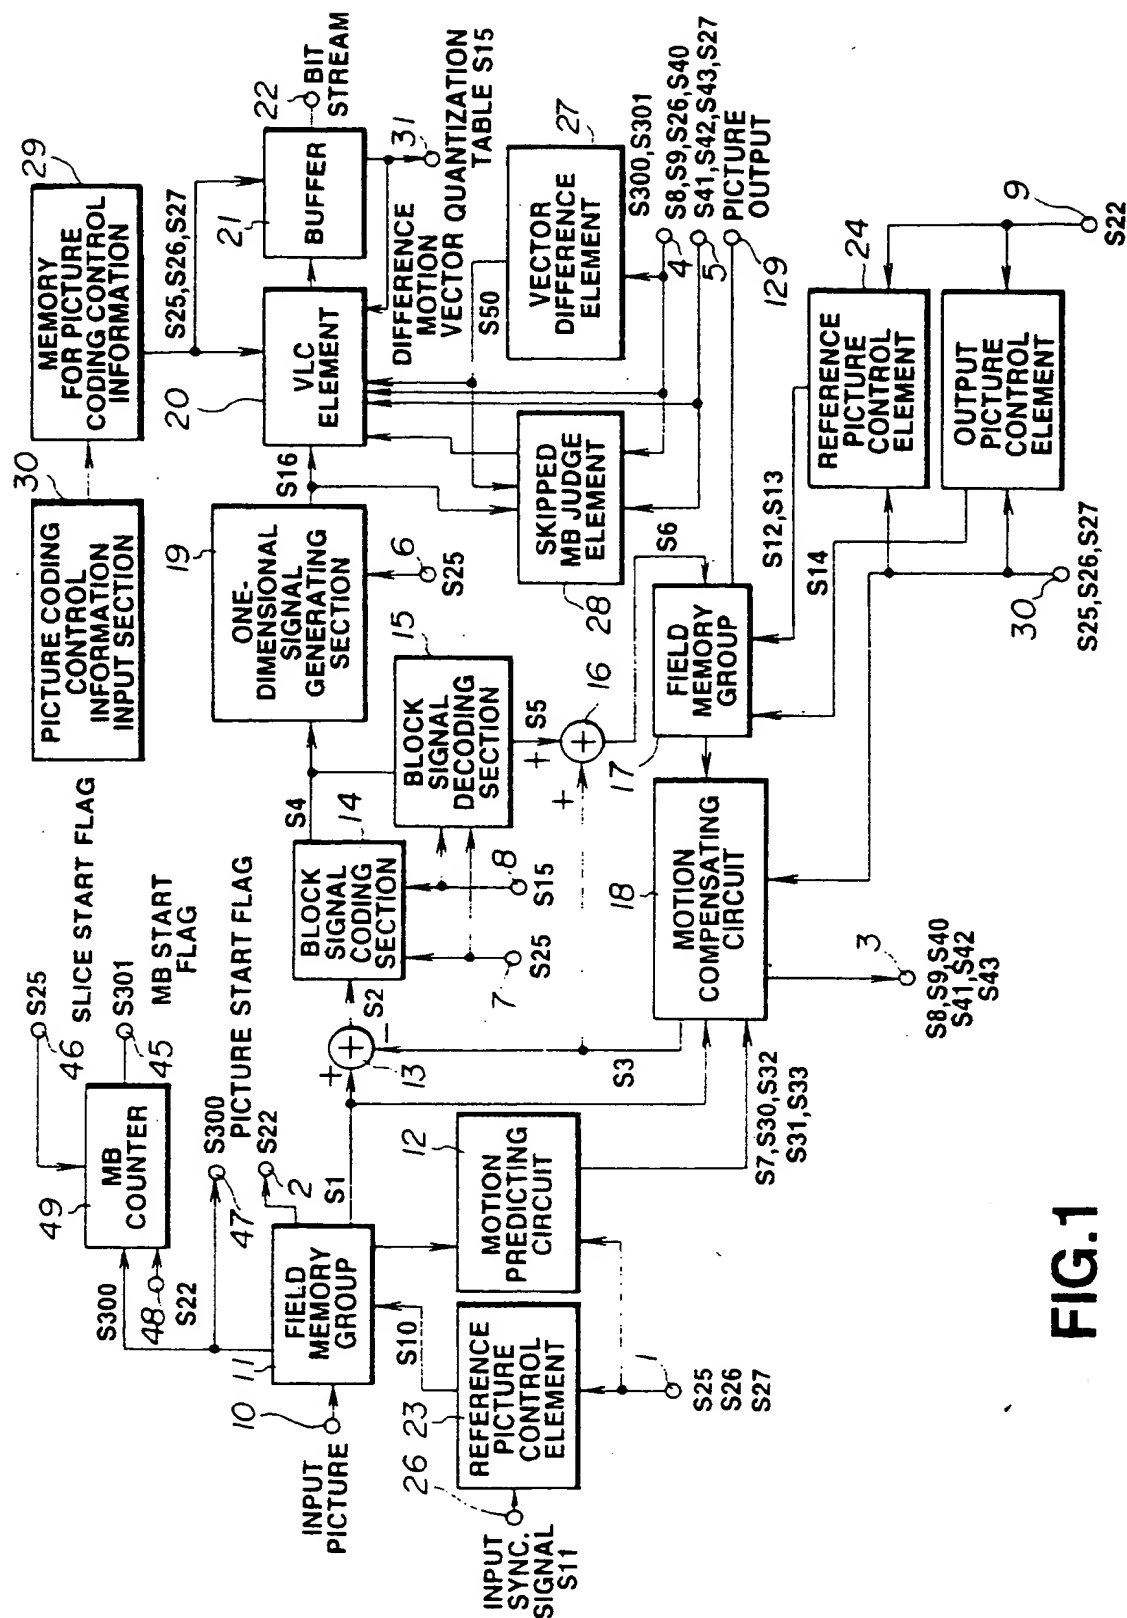 PICTURE CODING
CONTROL
INFORMATION
INPUT SECTION
30
MEMORY
FOR PICTURE
CODING CONTROL
INFORMATION
29
S25,S26,S27
SLICE START FLAG
S25
46
S301
45
MB START
FLAG
MB
COUNTER
49
S300
48
S22
S300
47
PICTURE START FLAG
S22
2
INPUT
PICTURE
10
FIELD
MEMORY
GROUP
11
S1
+
−
13
S2
BLOCK
SIGNAL
CODING
SECTION
14
S4
S25
7
S15
8
ONE-
DIMENSIONAL
SIGNAL
GENERATING
SECTION
19
S25
6
S16
VLC
ELEMENT
20
BUFFER
21
22
BIT
STREAM
31
DIFFERENCE
MOTION
VECTOR QUANTIZATION
TABLE S15
BLOCK
SIGNAL
DECODING
SECTION
15
S5
+
+
16
S6
SKIPPED
MB JUDGE
ELEMENT
28
S50
VECTOR
DIFFERENCE
ELEMENT
27
S300,S301
S8,S9,S26,S40
4
S41,S42,S43,S27
5
PICTURE
OUTPUT
129
INPUT
SYNC.
SIGNAL
S11
26
REFERENCE
PICTURE
CONTROL
ELEMENT
23
S10
MOTION
PREDICTING
CIRCUIT
12
1
S25
S26
S27
S7,S30,S32
S31,S33
S3
MOTION
COMPENSATING
CIRCUIT
18
3
S8,S9,S40
S41,S42
S43
FIELD
MEMORY
GROUP
17
S12,S13
S14
REFERENCE
PICTURE
CONTROL
ELEMENT
24
OUTPUT
PICTURE
CONTROL
ELEMENT
30
S25,S26,S27
9
S22
FIG.1